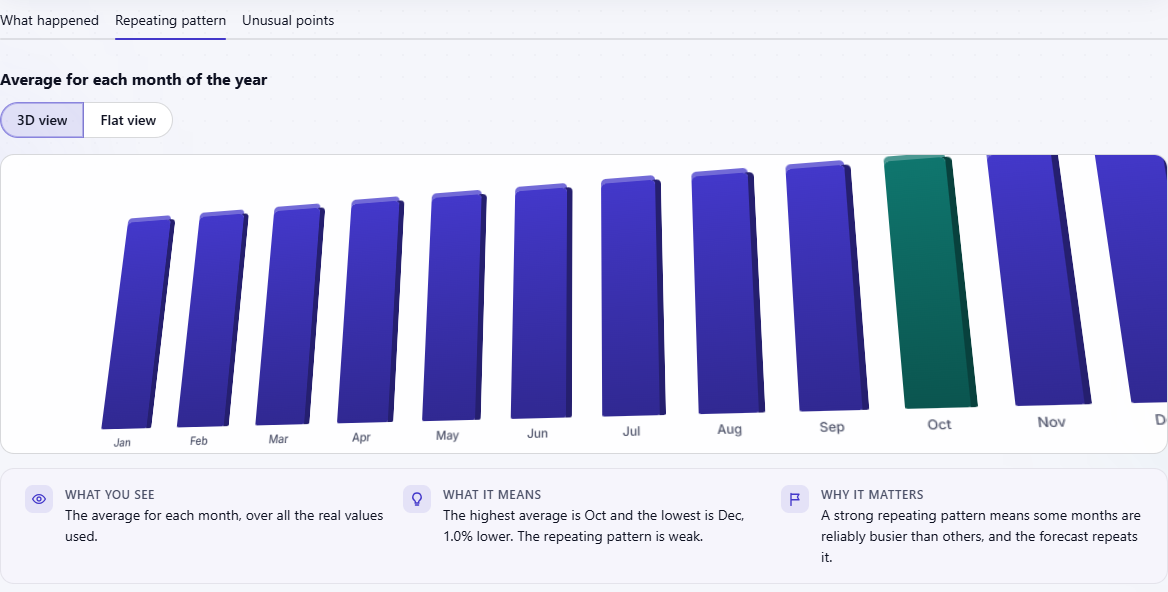 What happened
Repeating pattern
Unusual points
Average for each month of the year
3D view
Flat view
Jan
Feb
Mar
Apr
May
Jun
Jul
Aug
Sep
Oct
Nov
WHAT YOU SEE
The average for each month, over all the real values
used.
WHAT IT MEANS
The highest average is Oct and the lowest is Dec,
1.0% lower. The repeating pattern is weak.
WHY IT MATTERS
A strong repeating pattern means some months are
reliably busier than others, and the forecast repeats
it.